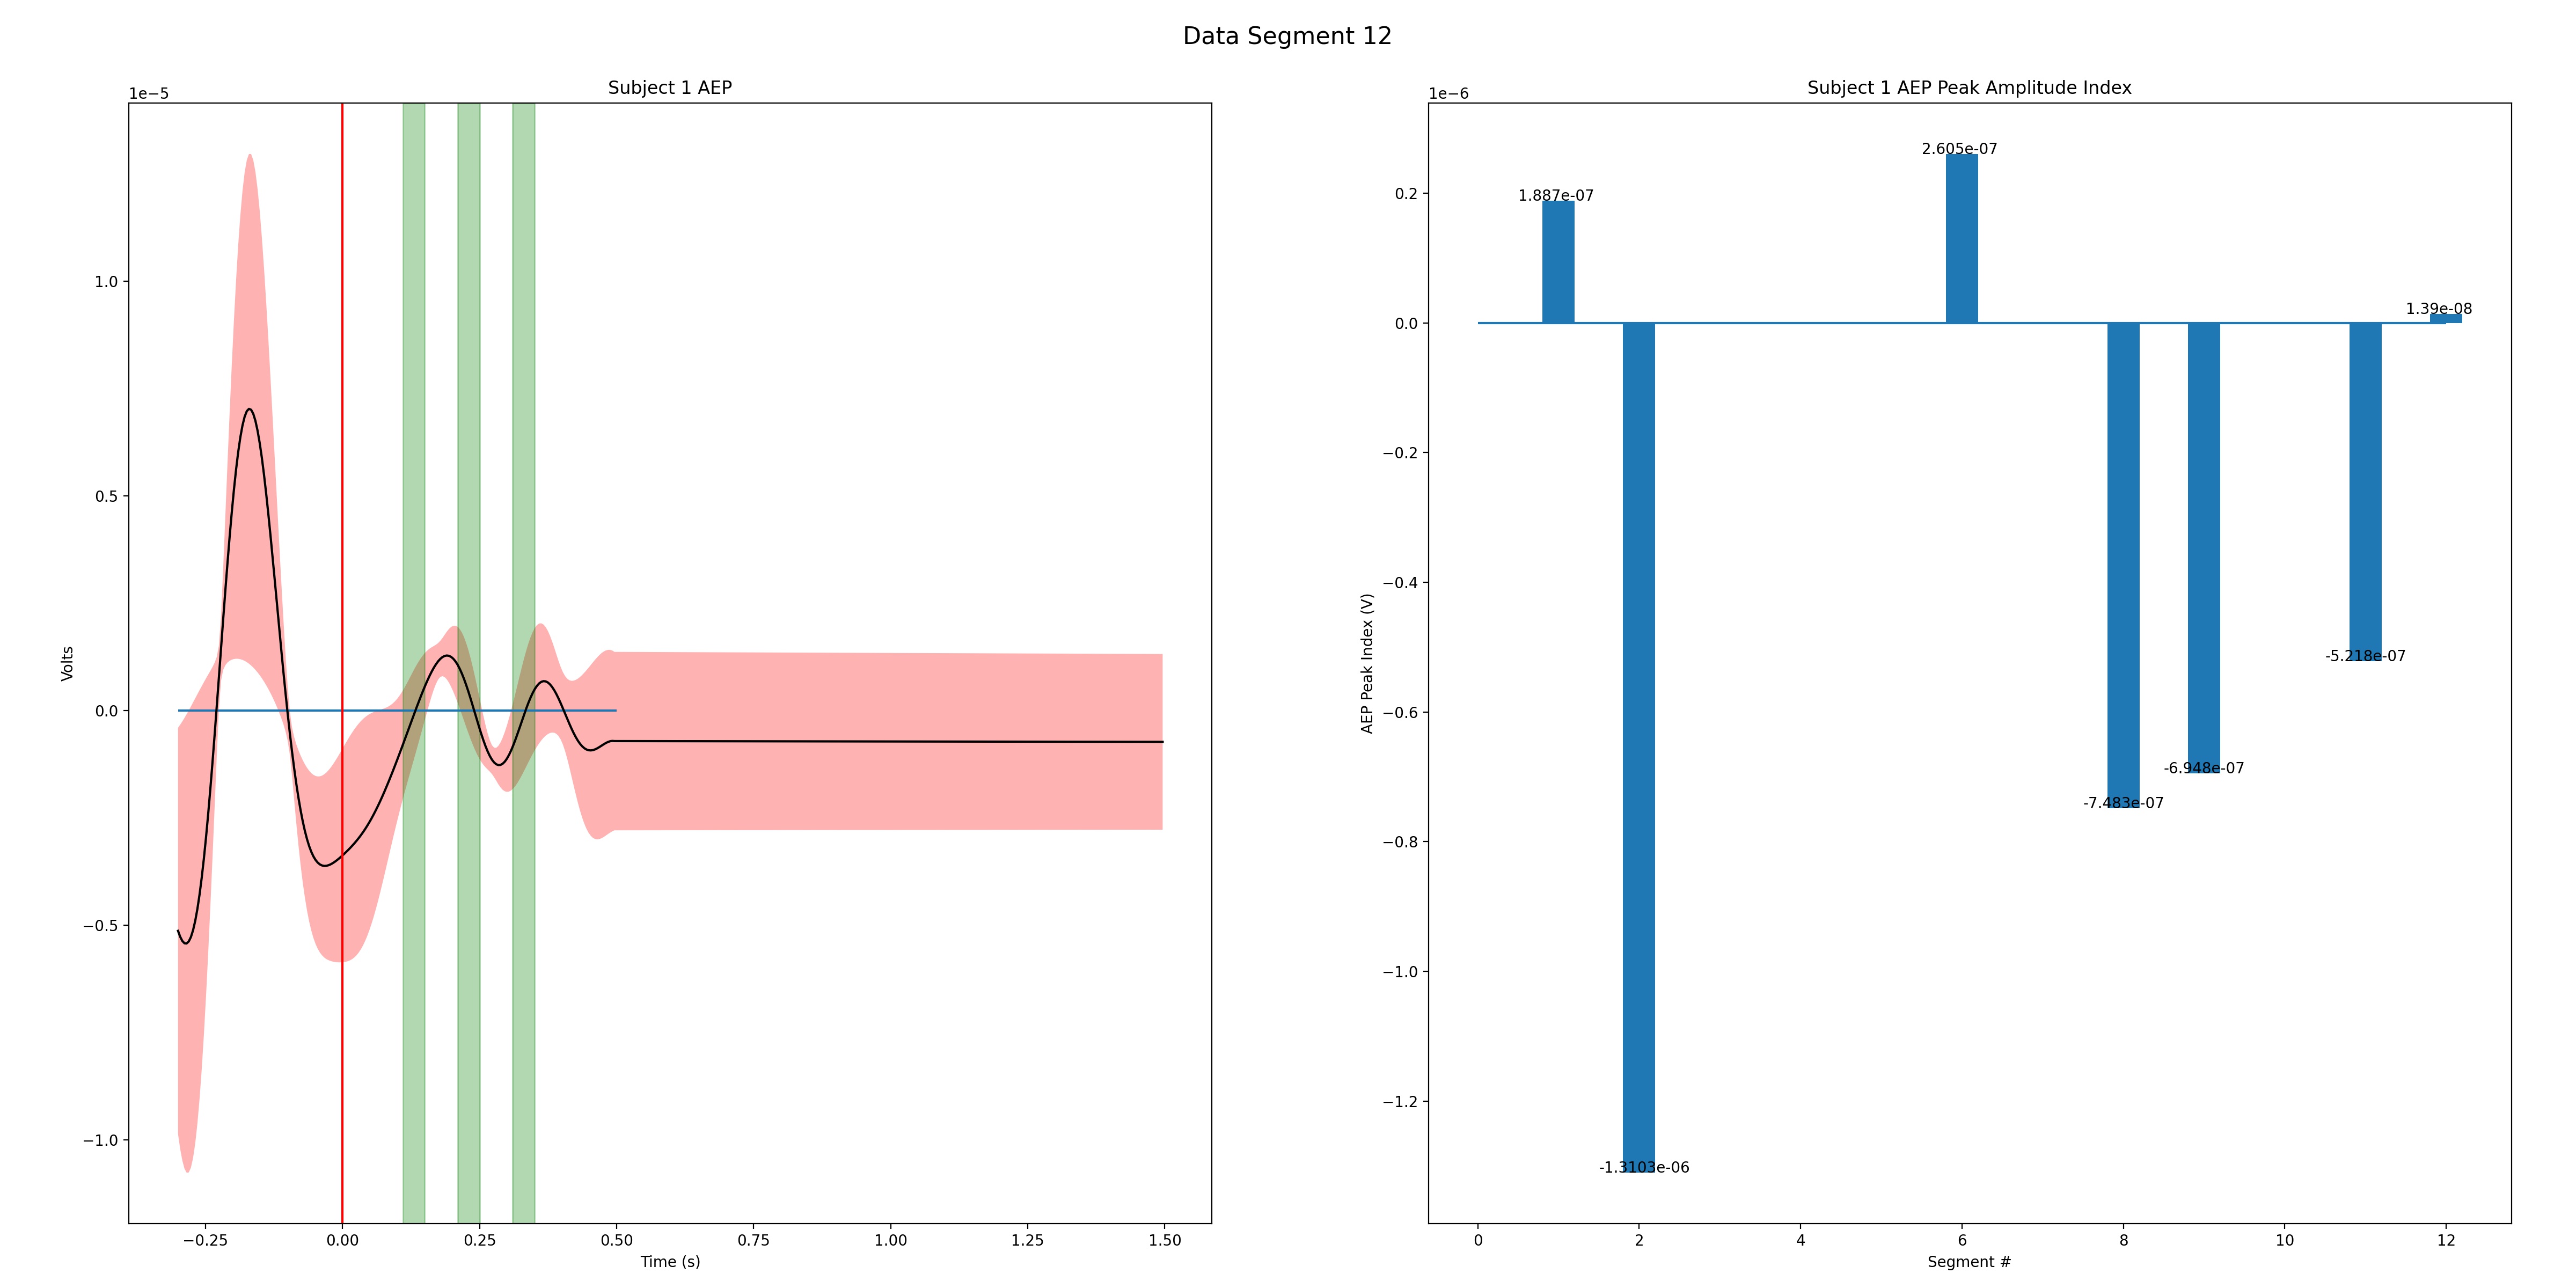 Data Segment 12
Subject 1 AEP
1e−5
1.0
0.5
0.0
−0.5
−1.0
Volts
−0.25
0.00
0.25
0.50
0.75
1.00
1.25
1.50
Time (s)
Subject 1 AEP Peak Amplitude Index
1e−6
0.2
0.0
−0.2
−0.4
−0.6
−0.8
−1.0
−1.2
AEP Peak Index (V)
1.887e-07
-1.3103e-06
2.605e-07
-7.483e-07
-6.948e-07
-5.218e-07
1.39e-08
0
2
4
6
8
10
12
Segment #